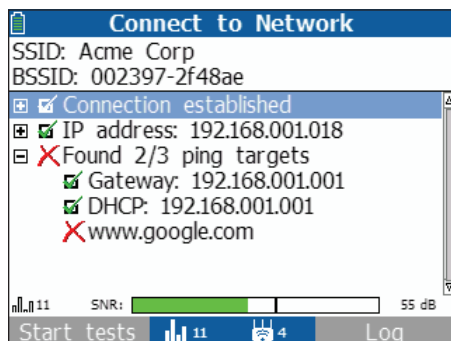 Connect to Network
SSID: Acme Corp
BSSID: 002397-2f48ae
Connection established
IP address: 192.168.001.018
Found 2/3 ping targets
Gateway: 192.168.001.001
DHCP: 192.168.001.001
www.google.com
11 SNR: 55 dB
Start tests 11 4 Log